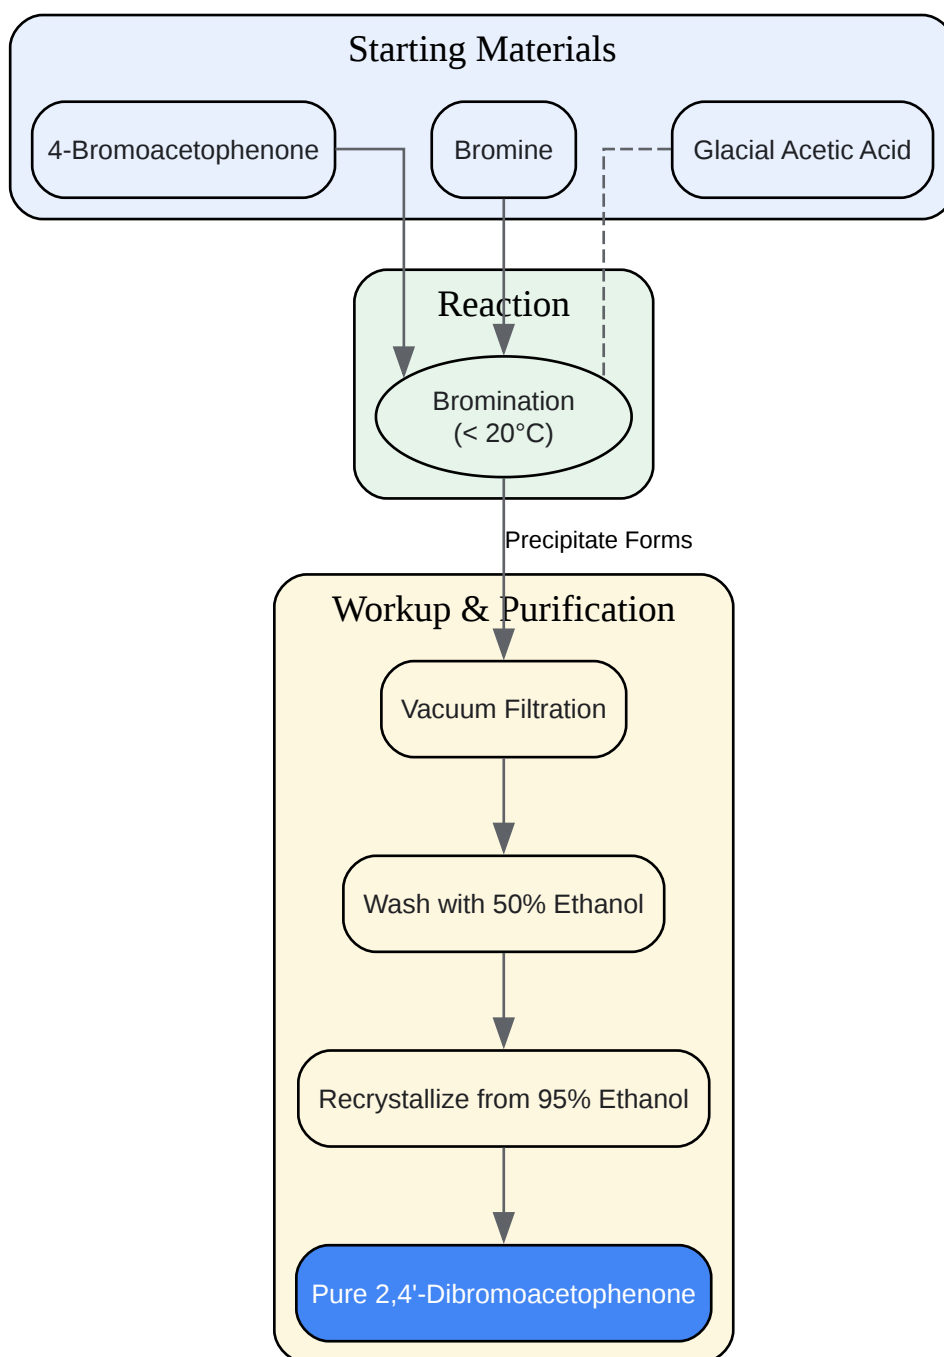 Starting Materials
4-Bromoacetophenone
Bromine
Glacial Acetic Acid
Reaction
Bromination
(< 20°C)
Precipitate Forms
Workup & Purification
Vacuum Filtration
Wash with 50% Ethanol
Recrystallize from 95% Ethanol
Pure 2,4'-Dibromoacetophenone